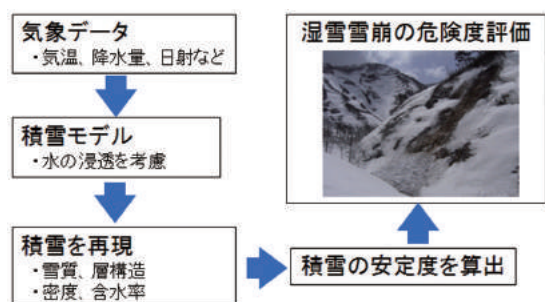 気象データ
・気温、降水量、日射など
積雪モデル
・水の浸透を考慮
積雪を再現
・雪質、層構造
・密度、含水率
積雪の安定度を算出
湿雪雪崩の危険度評価